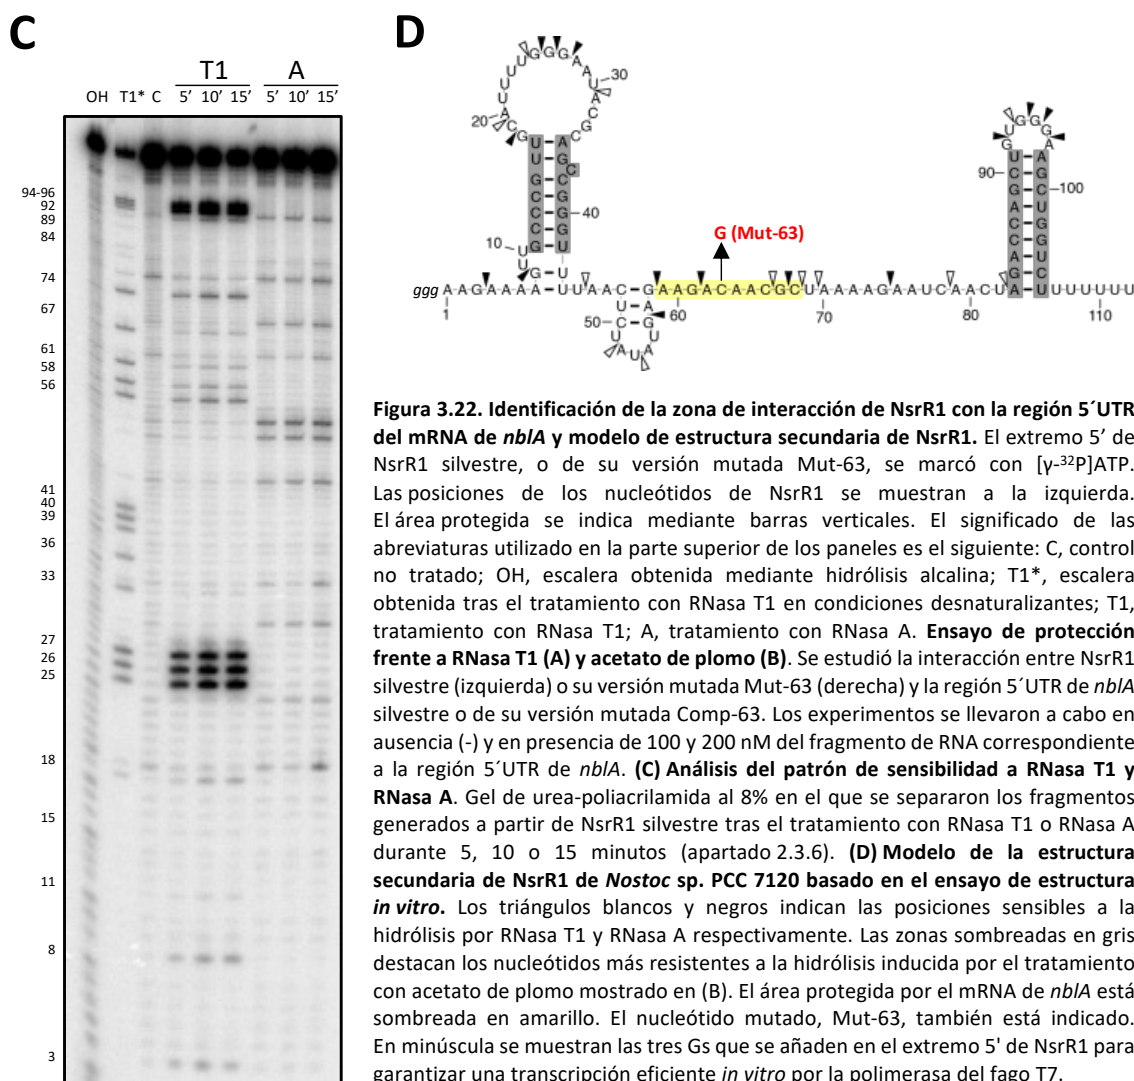 C
D
T1
A
OH T1* C 5’ 10’ 15’ 5’ 10’ 15’
94-96
92
89
84
74
67
61
58
56
41
40
39
36
33
27
26
25
18
15
11
8
3
30
20
10
40
50
60
70
80
90
100
110
1
G (Mut-63)
gggAAGAAAA
Figura 3.22. Identificación de la zona de interacción de NsrR1 con la región 5´UTR
del mRNA de nblA y modelo de estructura secundaria de NsrR1. El extremo 5’ de
NsrR1 silvestre, o de su versión mutada Mut-63, se marcó con [γ-³²P]ATP.
Las posiciones de los nucleótidos de NsrR1 se muestran a la izquierda.
El área protegida se indica mediante barras verticales. El significado de las
abreviaturas utilizado en la parte superior de los paneles es el siguiente: C, control
no tratado; OH, escalera obtenida mediante hidrólisis alcalina; T1*, escalera
obtenida tras el tratamiento con RNasa T1 en condiciones desnaturalizantes; T1,
tratamiento con RNasa T1; A, tratamiento con RNasa A. Ensayo de protección
frente a RNasa T1 (A) y acetato de plomo (B). Se estudió la interacción entre NsrR1
silvestre (izquierda) o su versión mutada Mut-63 (derecha) y la región 5´UTR de nblA
silvestre o de su versión mutada Comp-63. Los experimentos se llevaron a cabo en
ausencia (-) y en presencia de 100 y 200 nM del fragmento de RNA correspondiente
a la región 5´UTR de nblA. (C) Análisis del patrón de sensibilidad a RNasa T1 y
RNasa A. Gel de urea-poliacrilamida al 8% en el que se separaron los fragmentos
generados a partir de NsrR1 silvestre tras el tratamiento con RNasa T1 o RNasa A
durante 5, 10 o 15 minutos (apartado 2.3.6). (D) Modelo de la estructura
secundaria de NsrR1 de Nostoc sp. PCC 7120 basado en el ensayo de estructura
in vitro. Los triángulos blancos y negros indican las posiciones sensibles a la
hidrólisis por RNasa T1 y RNasa A respectivamente. Las zonas sombreadas en gris
destacan los nucleótidos más resistentes a la hidrólisis inducida por el tratamiento
con acetato de plomo mostrado en (B). El área protegida por el mRNA de nblA está
sombreada en amarillo. El nucleótido mutado, Mut-63, también está indicado.
En minúscula se muestran las tres Gs que se añaden en el extremo 5' de NsrR1 para
garantizar una transcripción eficiente in vitro por la polimerasa del fago T7.